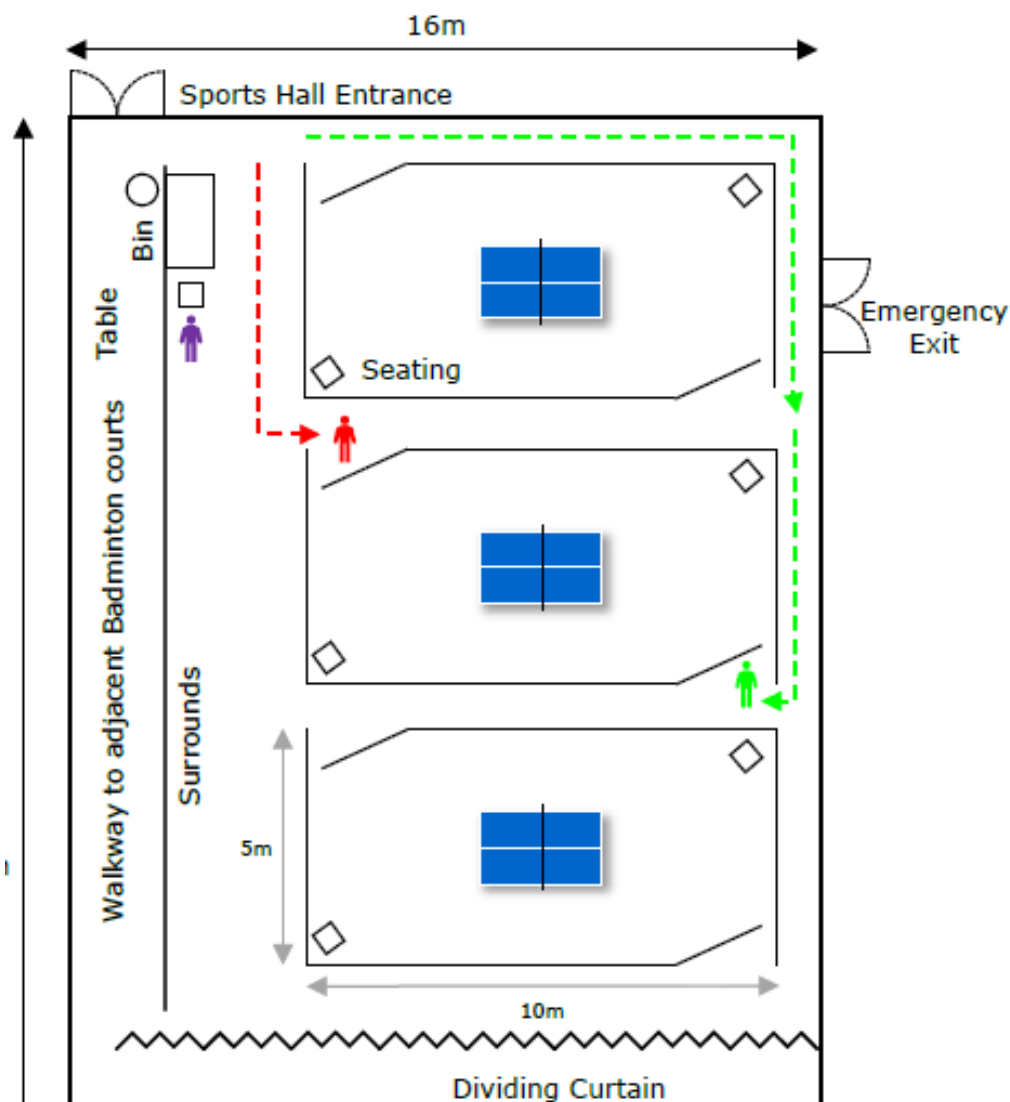 16m
Sports Hall Entrance
Bin
Table
Emergency
Exit
Seating
Walkway to adjacent Badminton courts
Surrounds
5m
10m
Dividing Curtain